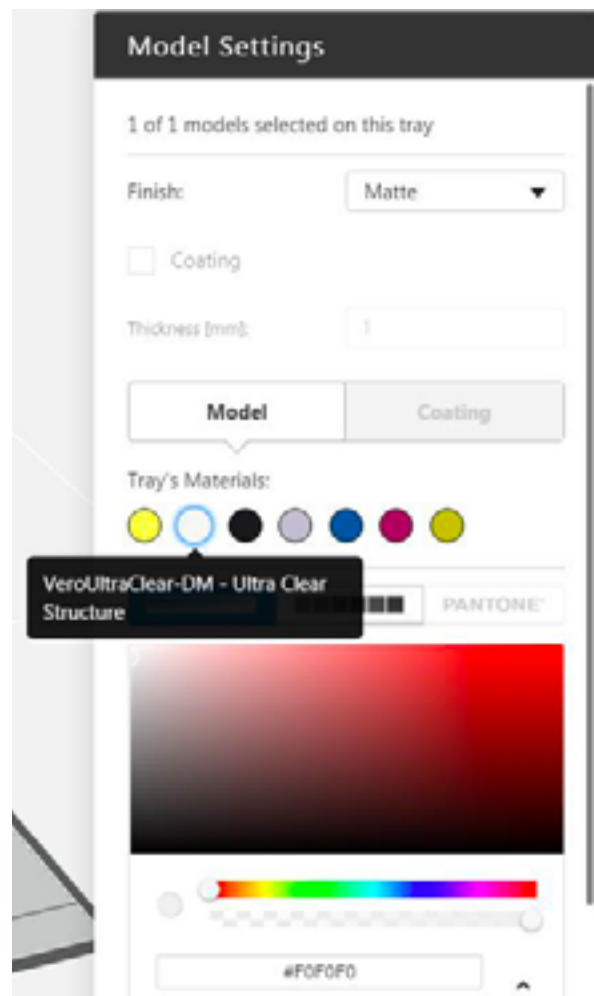 Model Settings
1 of 1 models selected on this tray
Finish: Matte
Coating
Thickness [mm]: 1
Model Coating
Tray's Materials:
VeroUltraClear-DM - Ultra Clear
Structure
PANTONE®
#F0F0F0